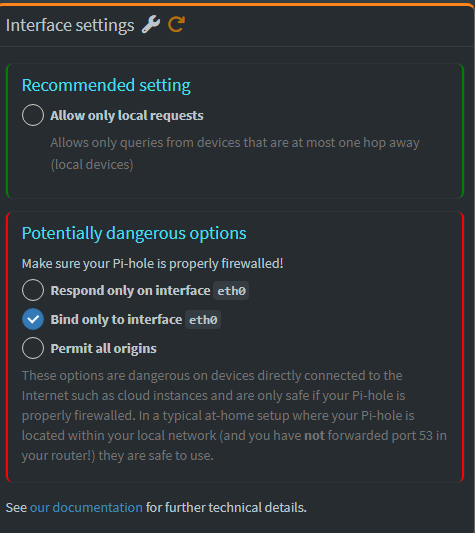 Interface settings
Recommended setting
Allow only local requests
Allows only queries from devices that are at most one hop away
(local devices)
Potentially dangerous options
Make sure your Pi-hole is properly firewalled!
Respond only on interface eth0
Bind only to interface eth0
Permit all origins
These options are dangerous on devices directly connected to the
Internet such as cloud instances and are only safe if your Pi-hole is
properly firewalled. In a typical at-home setup where your Pi-hole is
located within your local network (and you have not forwarded port 53 in
your router!) they are safe to use.
See our documentation for further technical details.